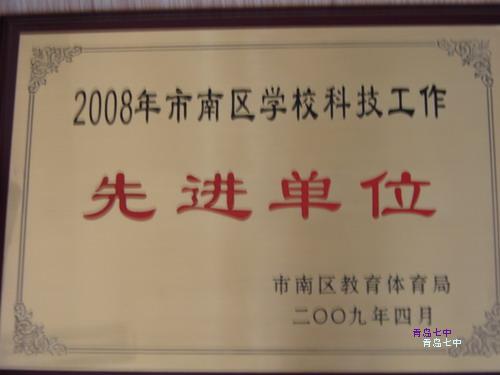 2008年市南区学校科技工作
先进单位
市南区教育体育局
二〇〇九年四月
青岛七中
青岛七中